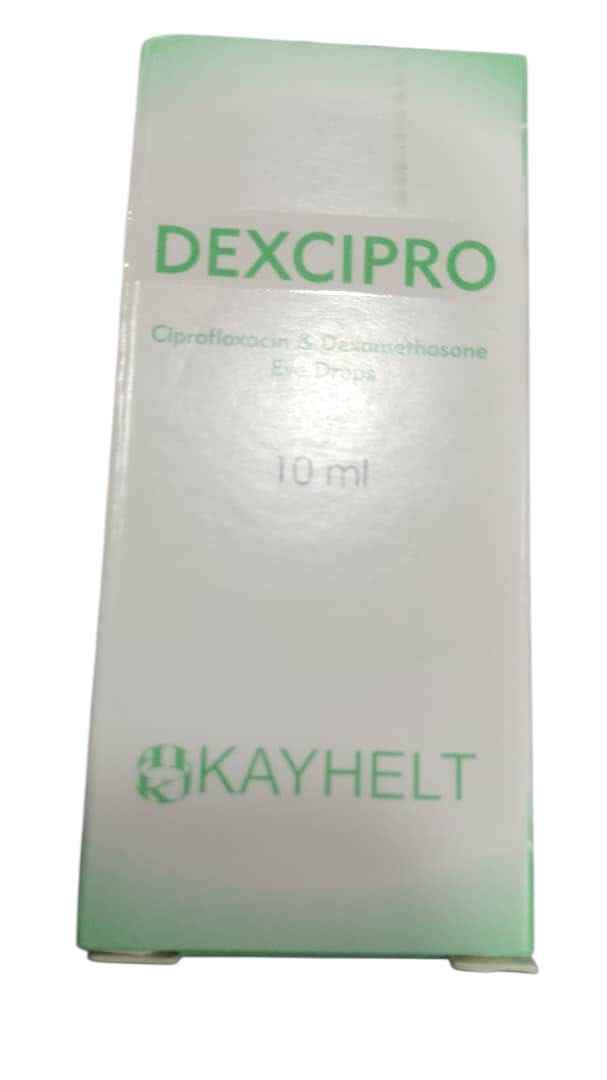 DEXCIPRO
Ciprofloxacin & Dexamethasone
Eye Drops
10 ml
KAYHELT